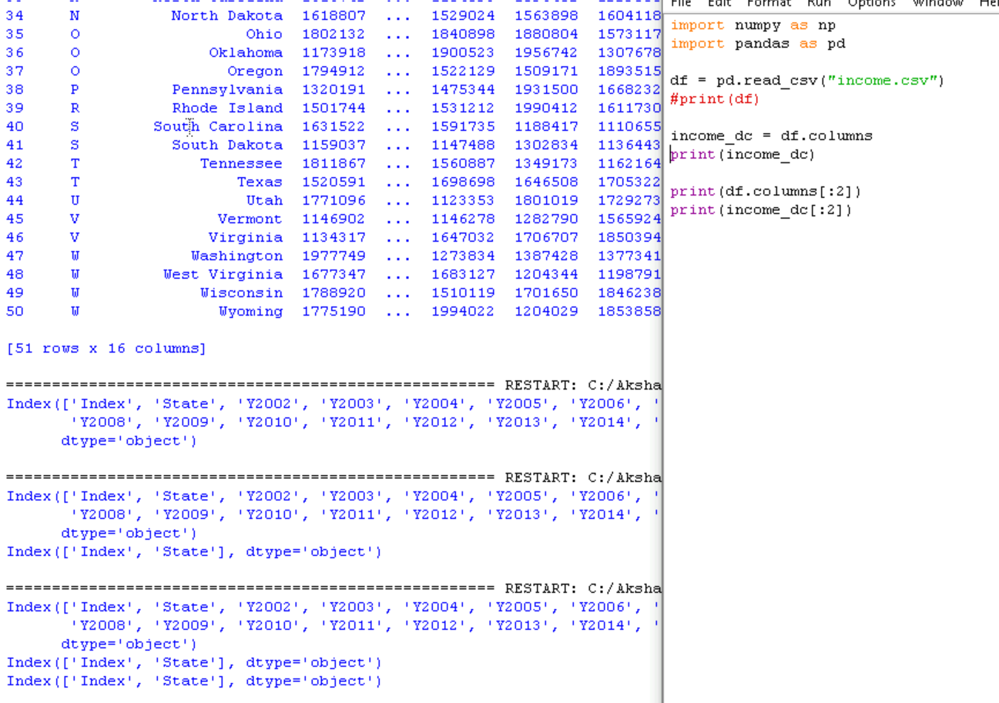 34 N North Dakota 1618807 ... 1529024 1563898 1604118
35 O Ohio 1802132 ... 1840898 1880804 1573117
36 O Oklahoma 1173918 ... 1900523 1956742 1307678
37 O Oregon 1794912 ... 1522129 1509171 1893515
38 P Pennsylvania 1320191 ... 1475344 1931500 1668232
39 R Rhode Island 1501744 ... 1531212 1990412 1611730
40 S South Carolina 1631522 ... 1591735 1188417 1110655
41 S South Dakota 1159037 ... 1147488 1302834 1136443
42 T Tennessee 1811867 ... 1560887 1349173 1162164
43 T Texas 1520591 ... 1698698 1646508 1705322
44 U Utah 1771096 ... 1123353 1801019 1729273
45 V Vermont 1146902 ... 1146278 1282790 1565924
46 V Virginia 1134317 ... 1647032 1706707 1850394
47 W Washington 1977749 ... 1273834 1387428 1377341
48 W West Virginia 1677347 ... 1683127 1204344 1198791
49 W Wisconsin 1788920 ... 1510119 1701650 1846238
50 W Wyoming 1775190 ... 1994022 1204029 1853858
[51 rows x 16 columns]
===================================================== RESTART: C:/Aksha
Index(['Index', 'State', 'Y2002', 'Y2003', 'Y2004', 'Y2005', 'Y2006', '
'Y2008', 'Y2009', 'Y2010', 'Y2011', 'Y2012', 'Y2013', 'Y2014', '
dtype='object')
===================================================== RESTART: C:/Aksha
Index(['Index', 'State', 'Y2002', 'Y2003', 'Y2004', 'Y2005', 'Y2006', '
'Y2008', 'Y2009', 'Y2010', 'Y2011', 'Y2012', 'Y2013', 'Y2014', '
dtype='object')
Index(['Index', 'State'], dtype='object')
===================================================== RESTART: C:/Aksha
Index(['Index', 'State', 'Y2002', 'Y2003', 'Y2004', 'Y2005', 'Y2006', '
'Y2008', 'Y2009', 'Y2010', 'Y2011', 'Y2012', 'Y2013', 'Y2014', '
dtype='object')
Index(['Index', 'State'], dtype='object')
Index(['Index', 'State'], dtype='object')
File Edit Format Run Options Window Hel
import numpy as np
import pandas as pd
df = pd.read_csv("income.csv")
#print(df)
income_dc = df.columns
print(income_dc)
print(df.columns[:2])
print(income_dc[:2])